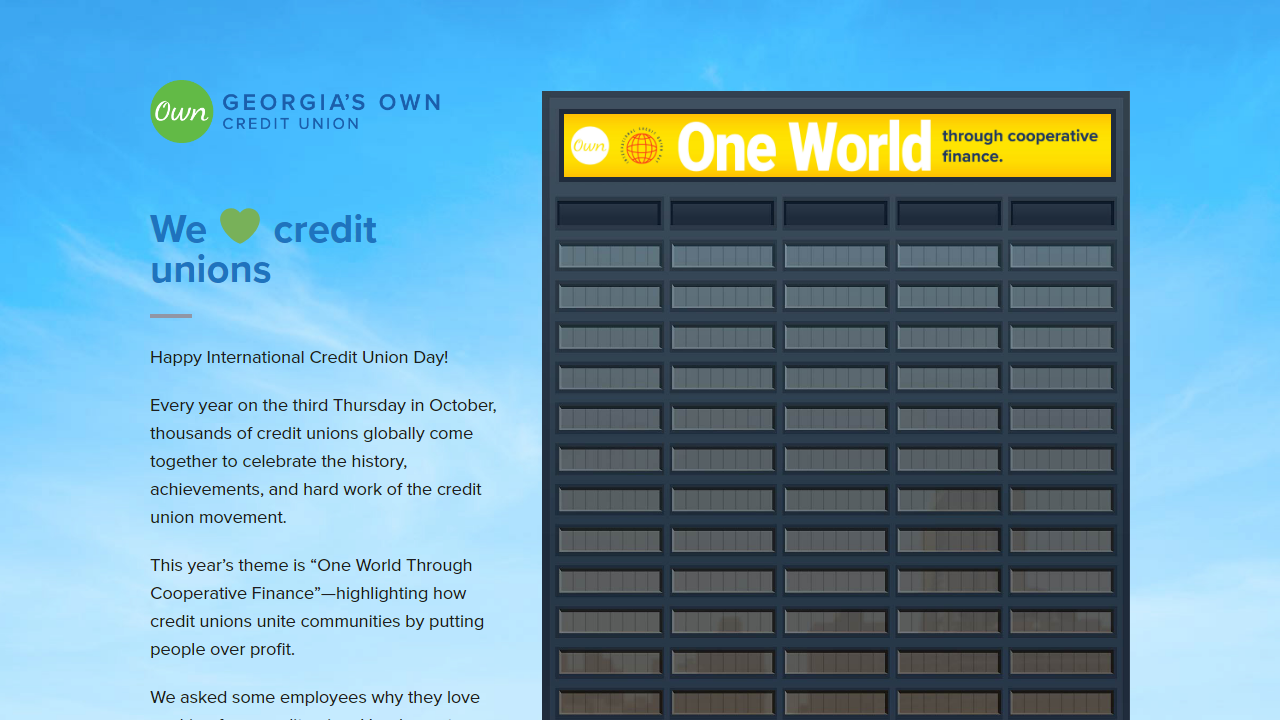 Own GEORGIA'S OWN
CREDIT UNION
We credit
unions
Happy International Credit Union Day!
Every year on the third Thursday in October,
thousands of credit unions globally come
together to celebrate the history,
achievements, and hard work of the credit
union movement.
This year’s theme is “One World Through
Cooperative Finance”—highlighting how
credit unions unite communities by putting
people over profit.
We asked some employees why they love
Own One World through cooperative
finance.